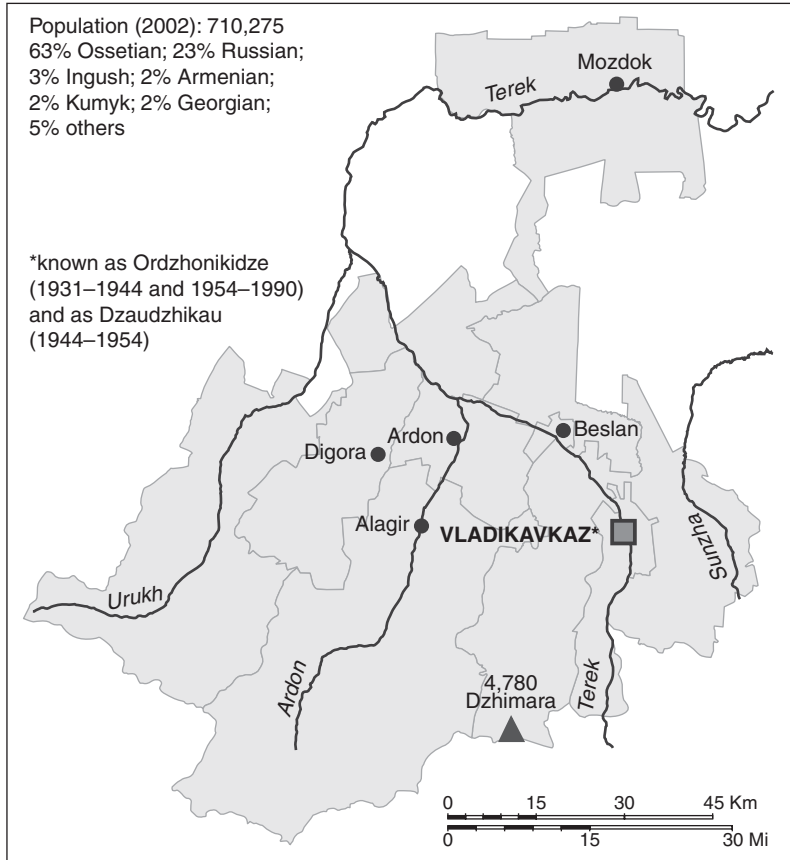 Population (2002): 710,275
63% Ossetian; 23% Russian;
3% Ingush; 2% Armenian;
2% Kumyk; 2% Georgian;
5% others
Mozdok
Terek
*known as Ordzhonikidze
(1931–1944 and 1954–1990)
and as Dzaudzhikau
(1944–1954)
Beslan
Ardon
Digora
Alagir
VLADIKAVKAZ*
Sunzha
Urukh
Ardon
Terek
4,780
Dzhimara
0 15 30 45 Km
0 15 30 Mi